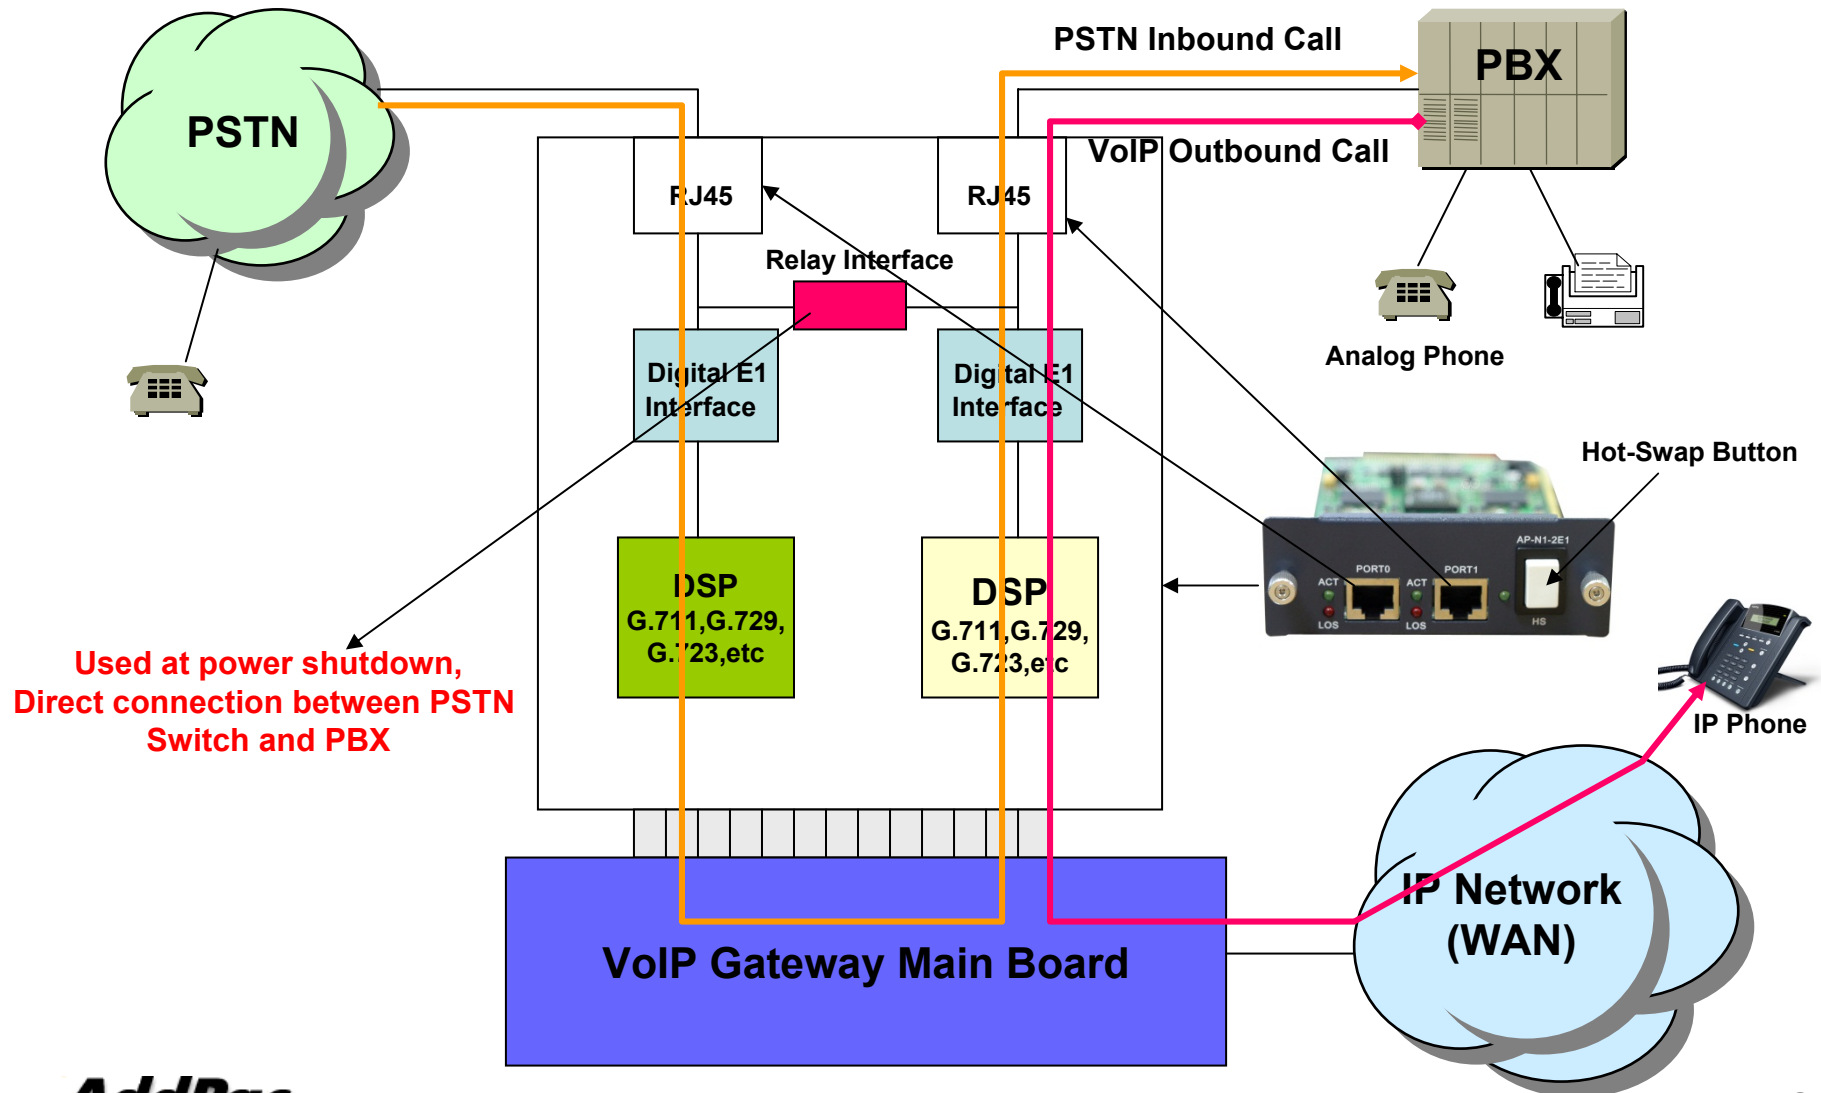 PSTN Inbound Call
PBX
PSTN
VoIP Outbound Call
RJ45
RJ45
Relay Interface
Analog Phone
Digital E1
Interface
Digital E1
Interface
Hot-Swap Button
AP-N1-2E1
PORT0
PORT1
ACT
ACT
LOS
LOS
HS
DSP
G.711,G.729,
G.723,etc
DSP
G.711,G.729,
G.723,etc
Used at power shutdown,
Direct connection between PSTN
Switch and PBX
IP Phone
IP Network
(WAN)
VoIP Gateway Main Board
AddPac